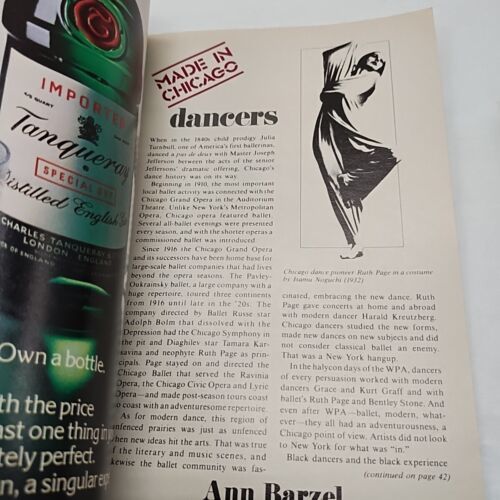 IMPORTED
4/5 QUART
Tanqueray
SPECIAL DRY
Distilled English
CHARLES TANQUERAY &
LONDON ENGLAND
OF ENGLAND
Own a bottle.
th the price
ast one thing in
tely perfect.
n, a singular
MADE IN
CHICAGO
dancers
When in the 1840s child prodigy Julia
Turnbull, one of America's first ballerinas,
danced a pas de deux with Master Joseph
Jefferson between the acts of the senior
Jeffersons' dramatic offering, Chicago's
dance history was on its way.
Beginning in 1910, the most important
local ballet activity was connected with the
Chicago Grand Opera in the Auditorium
Theatre. Unlike New York's Metropolitan
Opera, Chicago opera featured ballet.
Several all-ballet evenings were presented
every season, and with the shorter operas a
commissioned ballet was introduced.
Since 1916 the Chicago Grand Opera
and its successors have been home base for
large-scale ballet companies that had lives
beyond the opera seasons. The Pavley-
Oukrainsky ballet, a large company with a
huge repertoire, toured three continents
from 1916 until late in the '20s. The
company directed by Ballet Russe star
Adolph Bolm that dissolved with the
Depression had the Chicago Symphony in
the pit and Diaghilev star Tamara Kar-
savina and neophyte Ruth Page as prin-
cipals. Page stayed on and directed the
Chicago Ballet that served the Ravinia
Opera, the Chicago Civic Opera and Lyric
Opera—and made post-season tours coast
to coast with an adventuresome repertoire.
As for modern dance, this region of
unfenced prairies was just as unfenced
when new ideas hit the arts. That was true
of the literary and music scenes, and
likewise the ballet community was fas-
Chicago dance pioneer Ruth Page in a costume
by Isamu Noguchi (1932)
cinated, embracing the new dance. Ruth
Page gave concerts at home and abroad
with modern dancer Harald Kreutzberg.
Chicago dancers studied the new forms,
made new dances on new subjects and did
not consider classical ballet an enemy.
That was a New York hangup.
In the halcyon days of the WPA, dancers
of every persuasion worked with modern
dancers Grace and Kurt Graff and with
ballet's Ruth Page and Bentley Stone. And
even after WPA—ballet, modern, what-
ever—they all had an adventurousness, a
Chicago point of view. Artists did not look
to New York for what was "in."
Black dancers and the black experience
(continued on page 42)
Ann Barzel